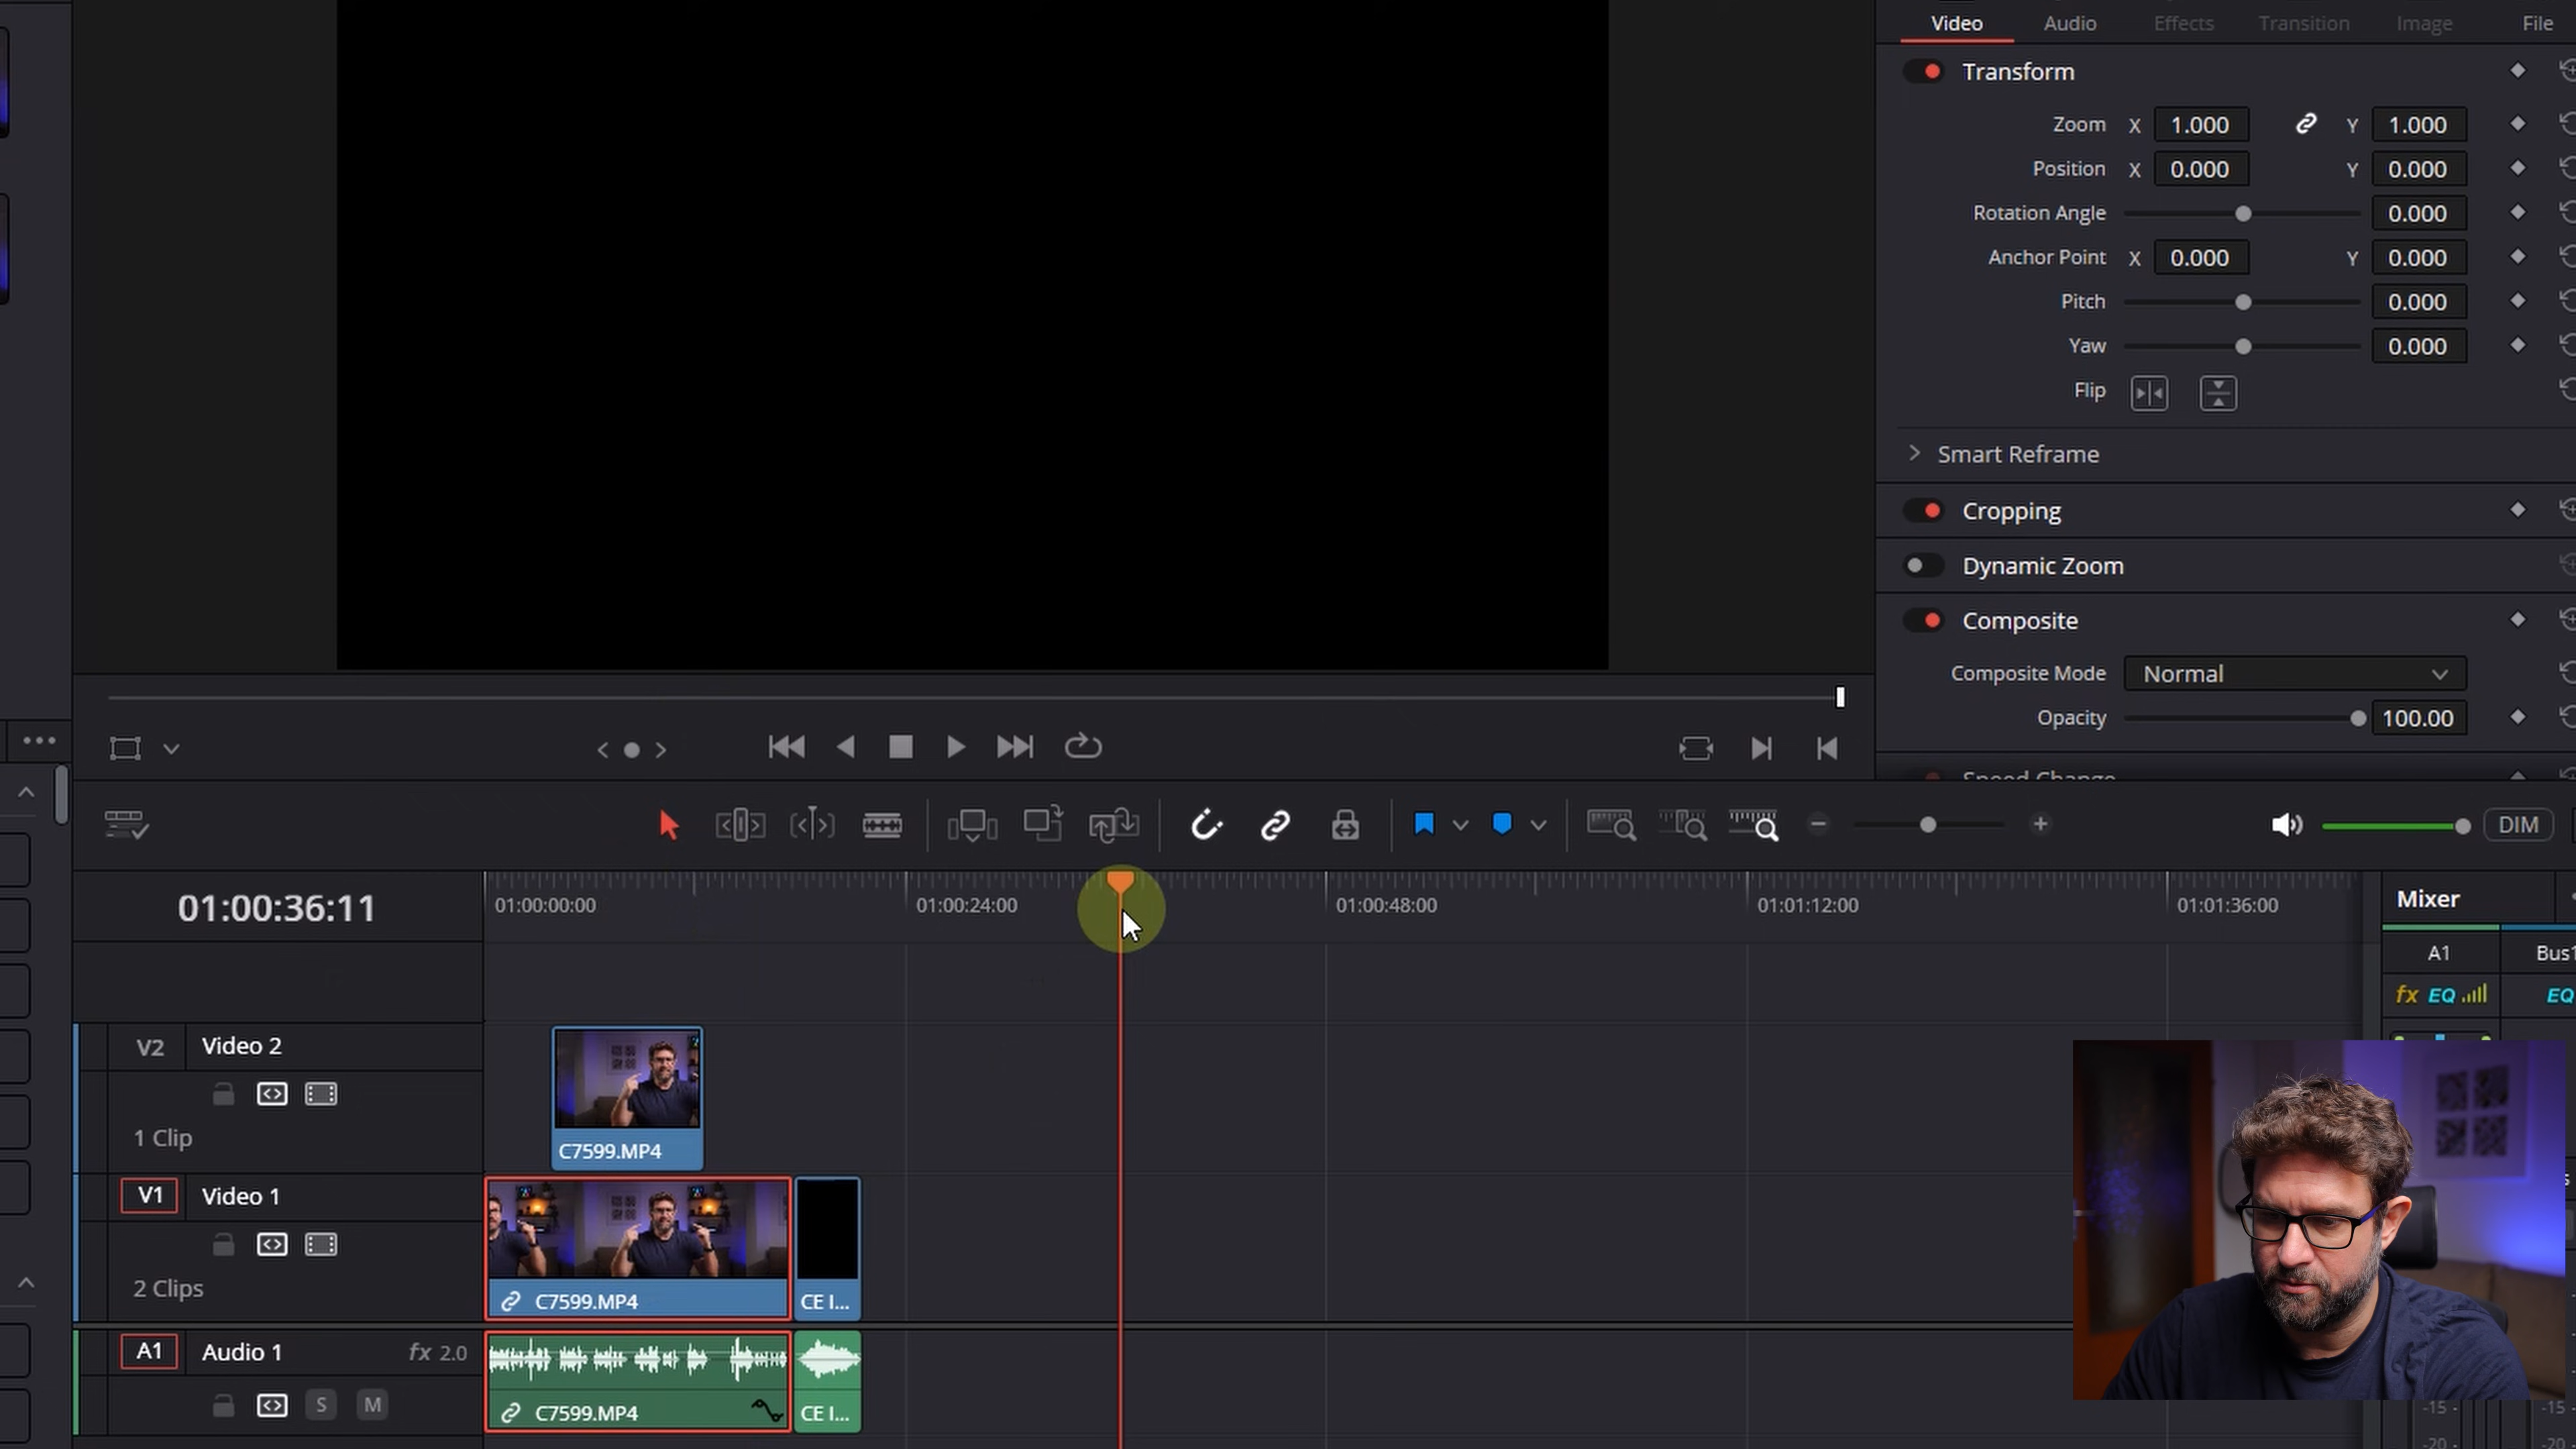 Video Audio Effects Transition Image File
Transform
Zoom X 1.000 Y 1.000
Position X 0.000 Y 0.000
Rotation Angle 0.000
Anchor Point X 0.000 Y 0.000
Pitch 0.000
Yaw 0.000
Flip
Smart Reframe
Cropping
Dynamic Zoom
Composite
Composite Mode Normal
Opacity 100.00
Speed Change
DIM
01:00:36:11
01:00:00:00 01:00:24:00 01:00:48:00 01:01:12:00 01:01:36:00
Mixer
A1 Bus1
fx EQ EQ
V2 Video 2
1 Clip
C7599.MP4
V1 Video 1
2 Clips
C7599.MP4 CE I...
A1 Audio 1 fx 2.0
S M
C7599.MP4 CE I...
-15 -15
-20 -20